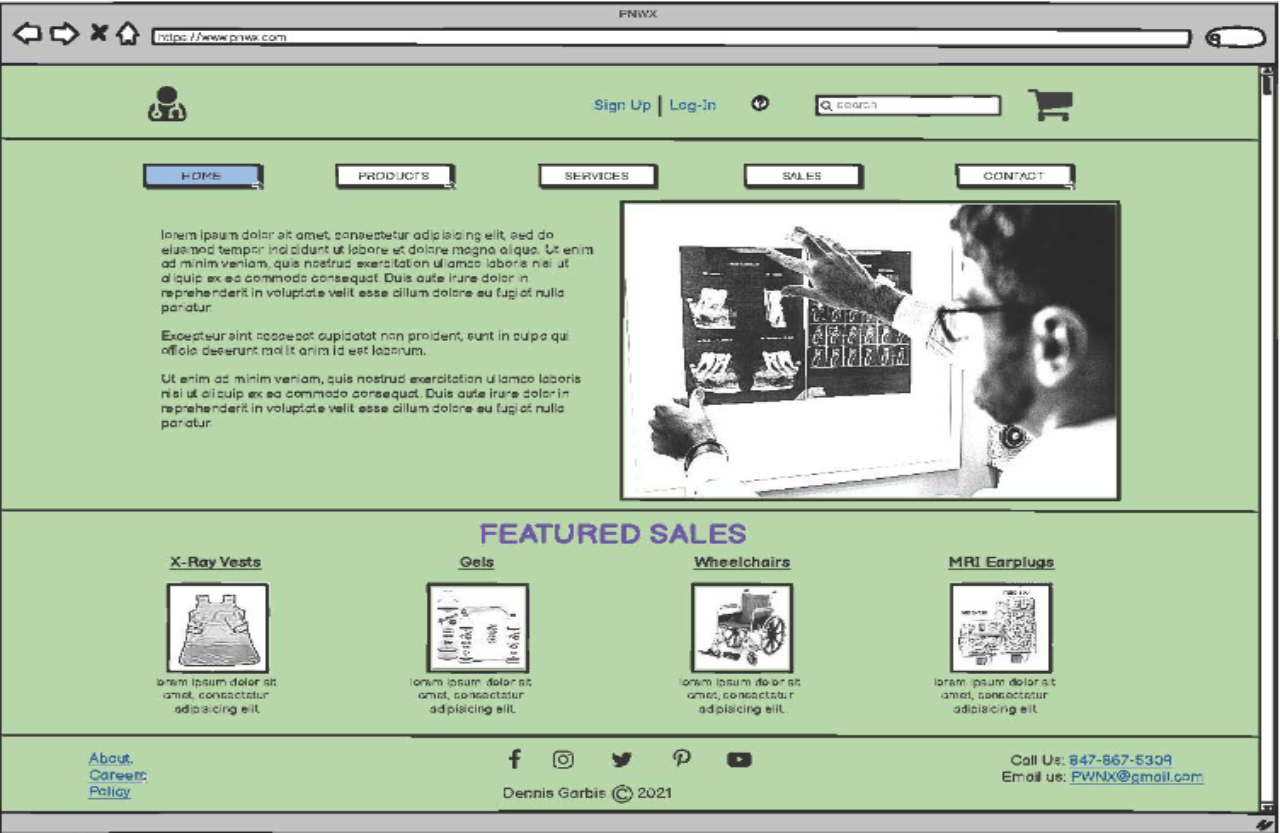 PNWX
https://www.pnwx.com
Sign Up | Log-In
search
HOME
PRODUCTS
SERVICES
SALES
CONTACT
lorem ipsum dolor sit amet, consectetur adipisicing elit, sed do
eiusmod tempor incididunt ut labore et dolore magna aliqua. Ut enim
ad minim veniam, quis nostrud exercitation ullamco laboris nisi ut
aliquip ex ea commodo consequat. Duis aute irure dolor in
reprehenderit in voluptate velit esse cillum dolore eu fugiat nulla
pariatur.
Excepteur sint occaecat cupidatat non proident, sunt in culpa qui
officia deserunt mollit anim id est laborum.
Ut enim ad minim veniam, quis nostrud exercitation ullamco laboris
nisi ut aliquip ex ea commodo consequat. Duis aute irure dolor in
reprehenderit in voluptate velit esse cillum dolore eu fugiat nulla
pariatur.
FEATURED SALES
X-Ray Vests
Gels
Wheelchairs
MRI Earplugs
lorem ipsum dolor sit
amet, consectetur
adipisicing elit.
lorem ipsum dolor sit
amet, consectetur
adipisicing elit.
lorem ipsum dolor sit
amet, consectetur
adipisicing elit.
lorem ipsum dolor sit
amet, consectetur
adipisicing elit.
About.
Careers
Policy
Dennis Garbis © 2021
Call Us: 847-867-5309
Email us: PWNX@gmail.com